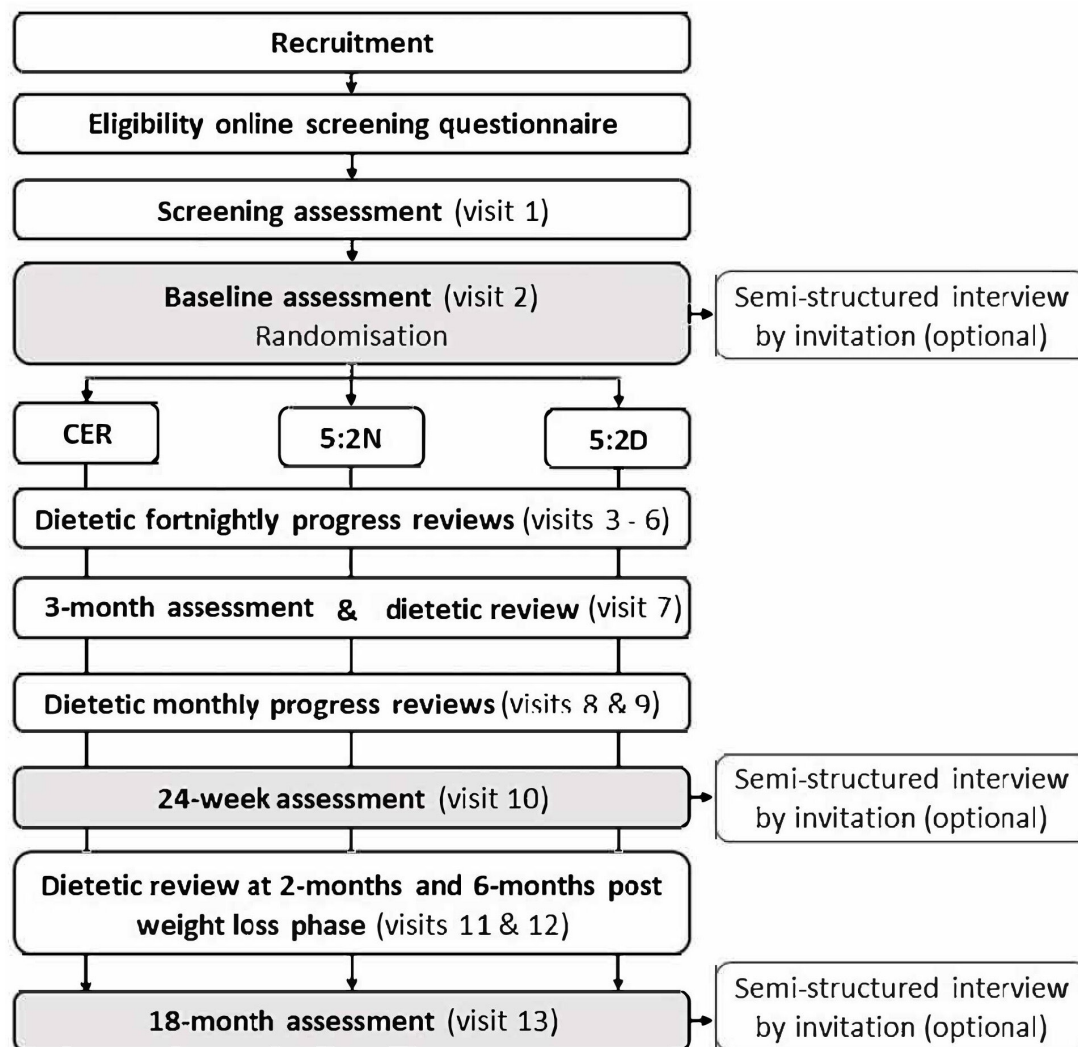 Recruitment
Eligibility online screening questionnaire
Screening assessment (visit 1)
Baseline assessment (visit 2)
Randomisation
Semi-structured interview
by invitation (optional)
CER
5:2N
5:2D
Dietetic fortnightly progress reviews (visits 3 - 6)
3-month assessment & dietetic review (visit 7)
Dietetic monthly progress reviews (visits 8 & 9)
24-week assessment (visit 10)
Semi-structured interview
by invitation (optional)
Dietetic review at 2-months and 6-months post
weight loss phase (visits 11 & 12)
18-month assessment (visit 13)
Semi-structured interview
by invitation (optional)